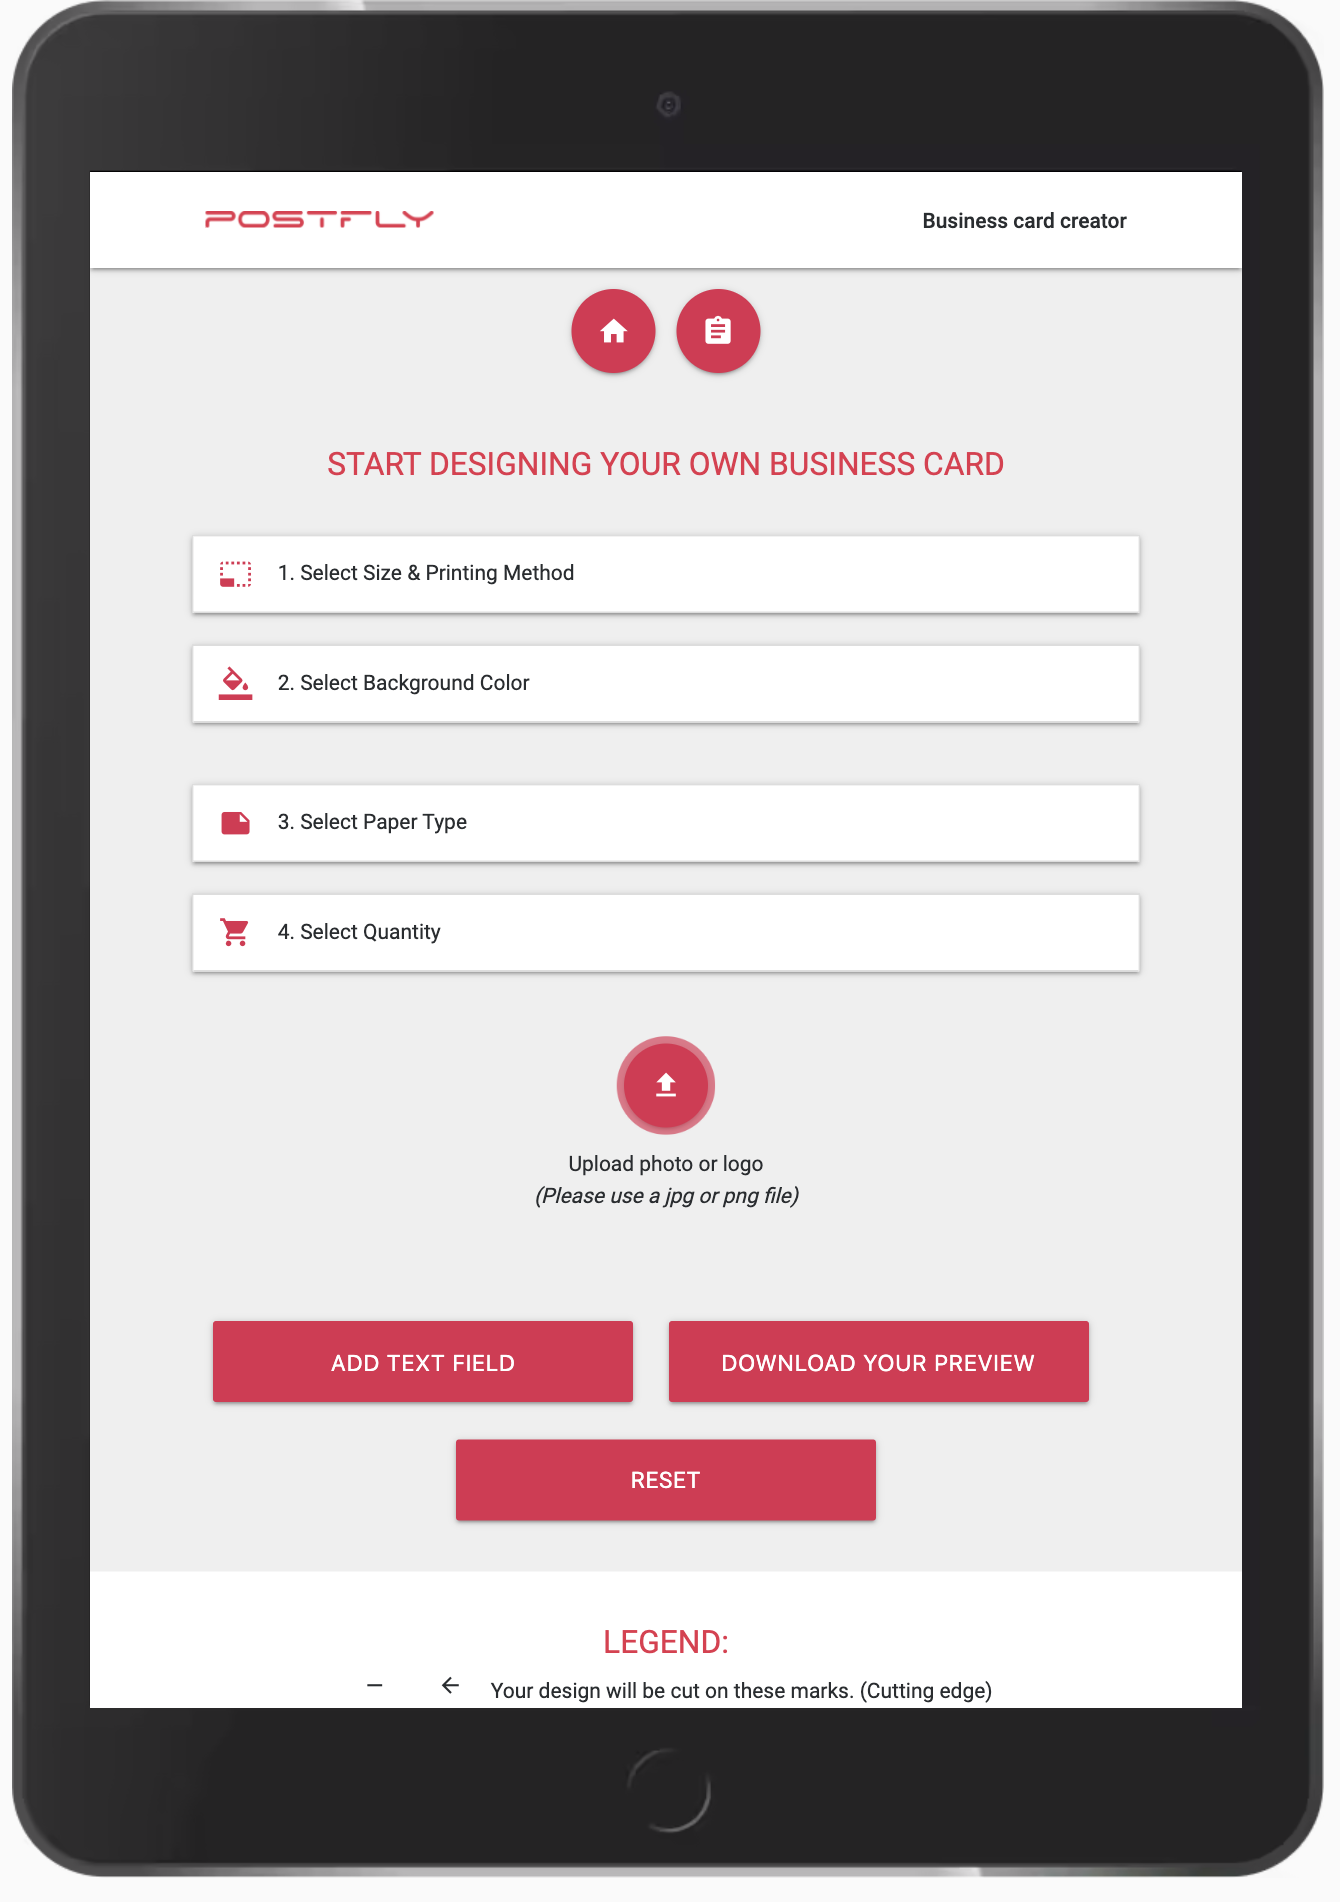 POSTFLY
Business card creator
START DESIGNING YOUR OWN BUSINESS CARD
1. Select Size & Printing Method
2. Select Background Color
3. Select Paper Type
4. Select Quantity
Upload photo or logo
(Please use a jpg or png file)
ADD TEXT FIELD
DOWNLOAD YOUR PREVIEW
RESET
LEGEND:
Your design will be cut on these marks. (Cutting edge)